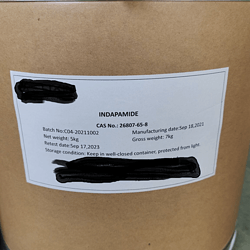 INDAPAMIDE
CAS No.: 26807-65-8
Batch No:C04-20211002 Manufacturing date:Sep 18,2021
Net weight: 5kg Gross weight: 7kg
Retest date:Sep 17,2023
Storage condition: Keep in well-closed container, protected from light.